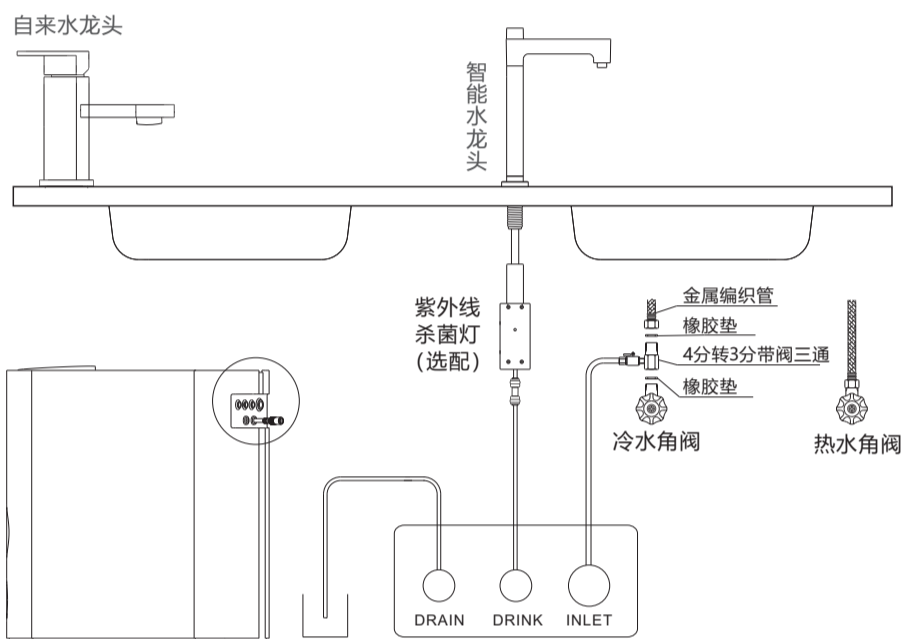 自来水龙头
智能水龙头
紫外线
杀菌灯
(选配)
金属编织管
橡胶垫
4分转3分带阀三通
橡胶垫
冷水角阀
热水角阀
DRAIN
DRINK
INLET